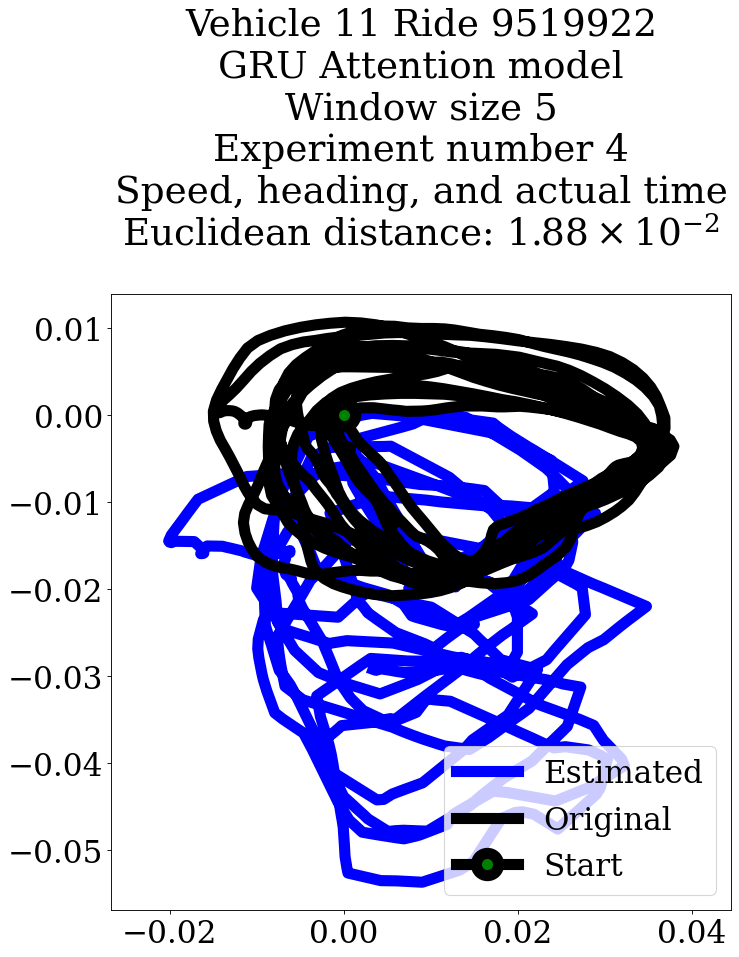 Vehicle 11 Ride 9519922
GRU Attention model
Window size 5
Experiment number 4
Speed, heading, and actual time
Euclidean distance: 1.88 × 10⁻²
0.01
0.00
−0.01
−0.02
−0.03
−0.04
−0.05
Estimated
Original
Start
−0.02 0.00 0.02 0.04